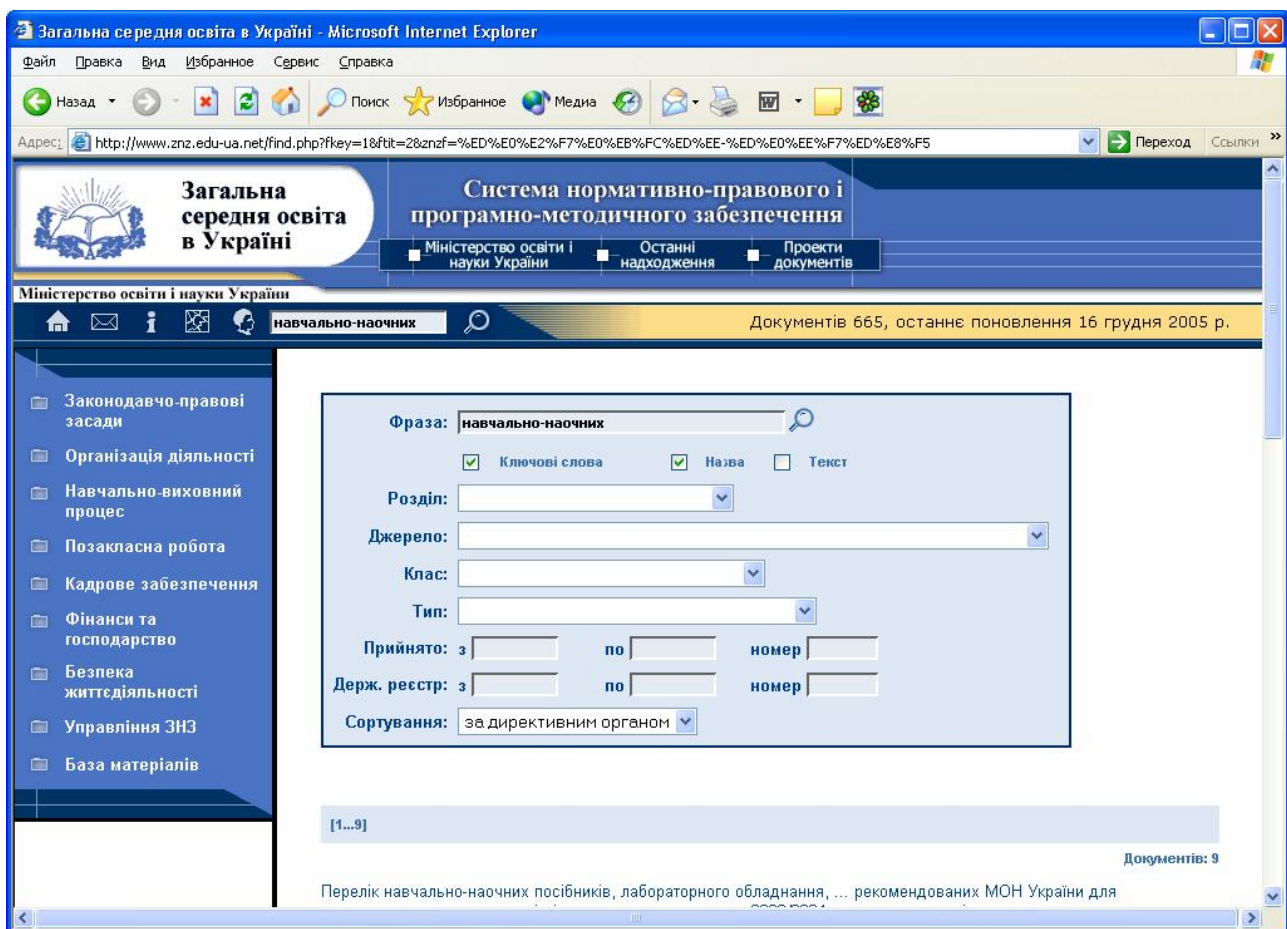 Загальна середня освіта в Україні - Microsoft Internet Explorer
Файл Правка Вид Избранное Сервис Справка
Назад Поиск Избранное Медиа
Адрес: http://www.znz.edu-ua.net/find.php?fkey=1&ftit=2&znzf=%ED%E0%E2%F7%E0%EB%FC%ED%EE-%ED%E0%EE%F7%ED%E8%F5 Переход Ссылки »
Загальна
середня освіта
в Україні
Система нормативно-правового і
програмно-методичного забезпечення
Міністерство освіти і
науки України
Останні
надходження
Проекти
документів
Міністерство освіти і науки України
навчально-наочних
Документів 665, останнє поновлення 16 грудня 2005 р.
Законодавчо-правові
засади
Організація діяльності
Навчально-виховний
процес
Позакласна робота
Кадрове забезпечення
Фінанси та
господарство
Безпека
життєдіяльності
Управління ЗНЗ
База матеріалів
Фраза: навчально-наочних
Ключові слова Назва Текст
Розділ:
Джерело:
Клас:
Тип:
Прийнято: з по номер
Держ. реєстр: з по номер
Сортування: за директивним органом
[1...9]
Документів: 9
Перелік навчально-наочних посібників, лабораторного обладнання, ... рекомендованих МОН України для